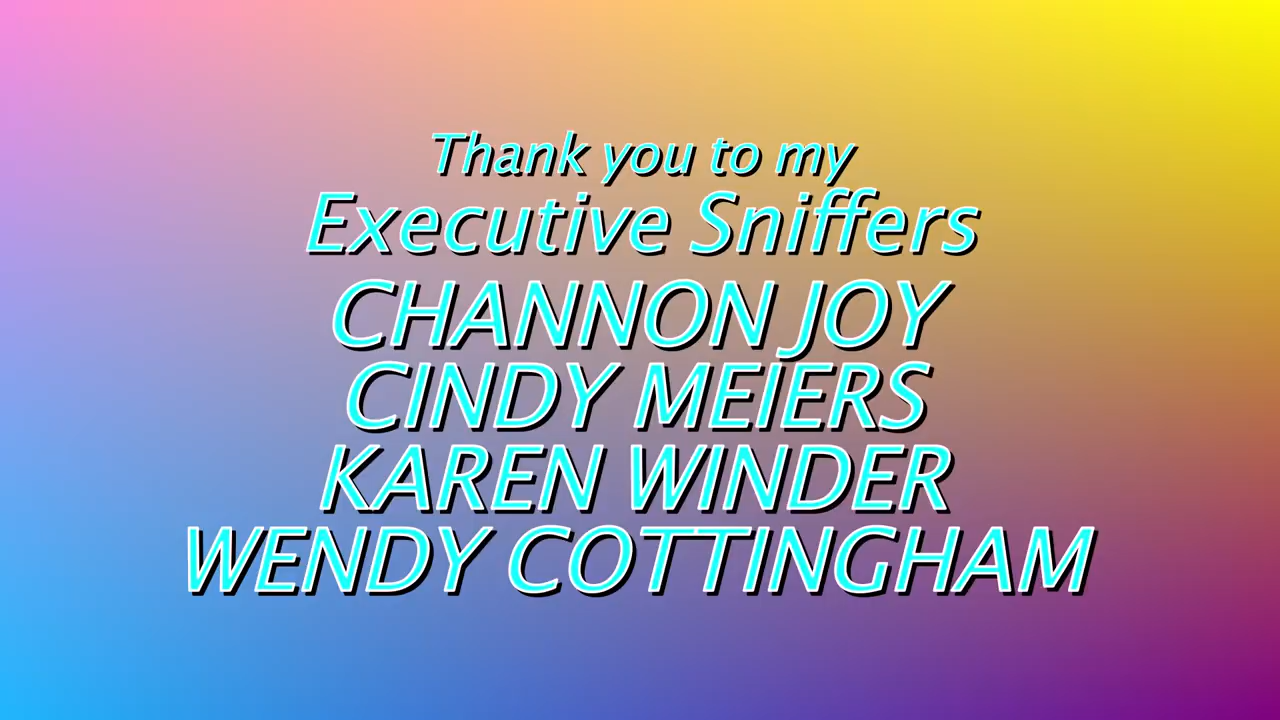 Thank you to my
Executive Sniffers
CHANNON JOY
CINDY MEIERS
KAREN WINDER
WENDY COTTINGHAM